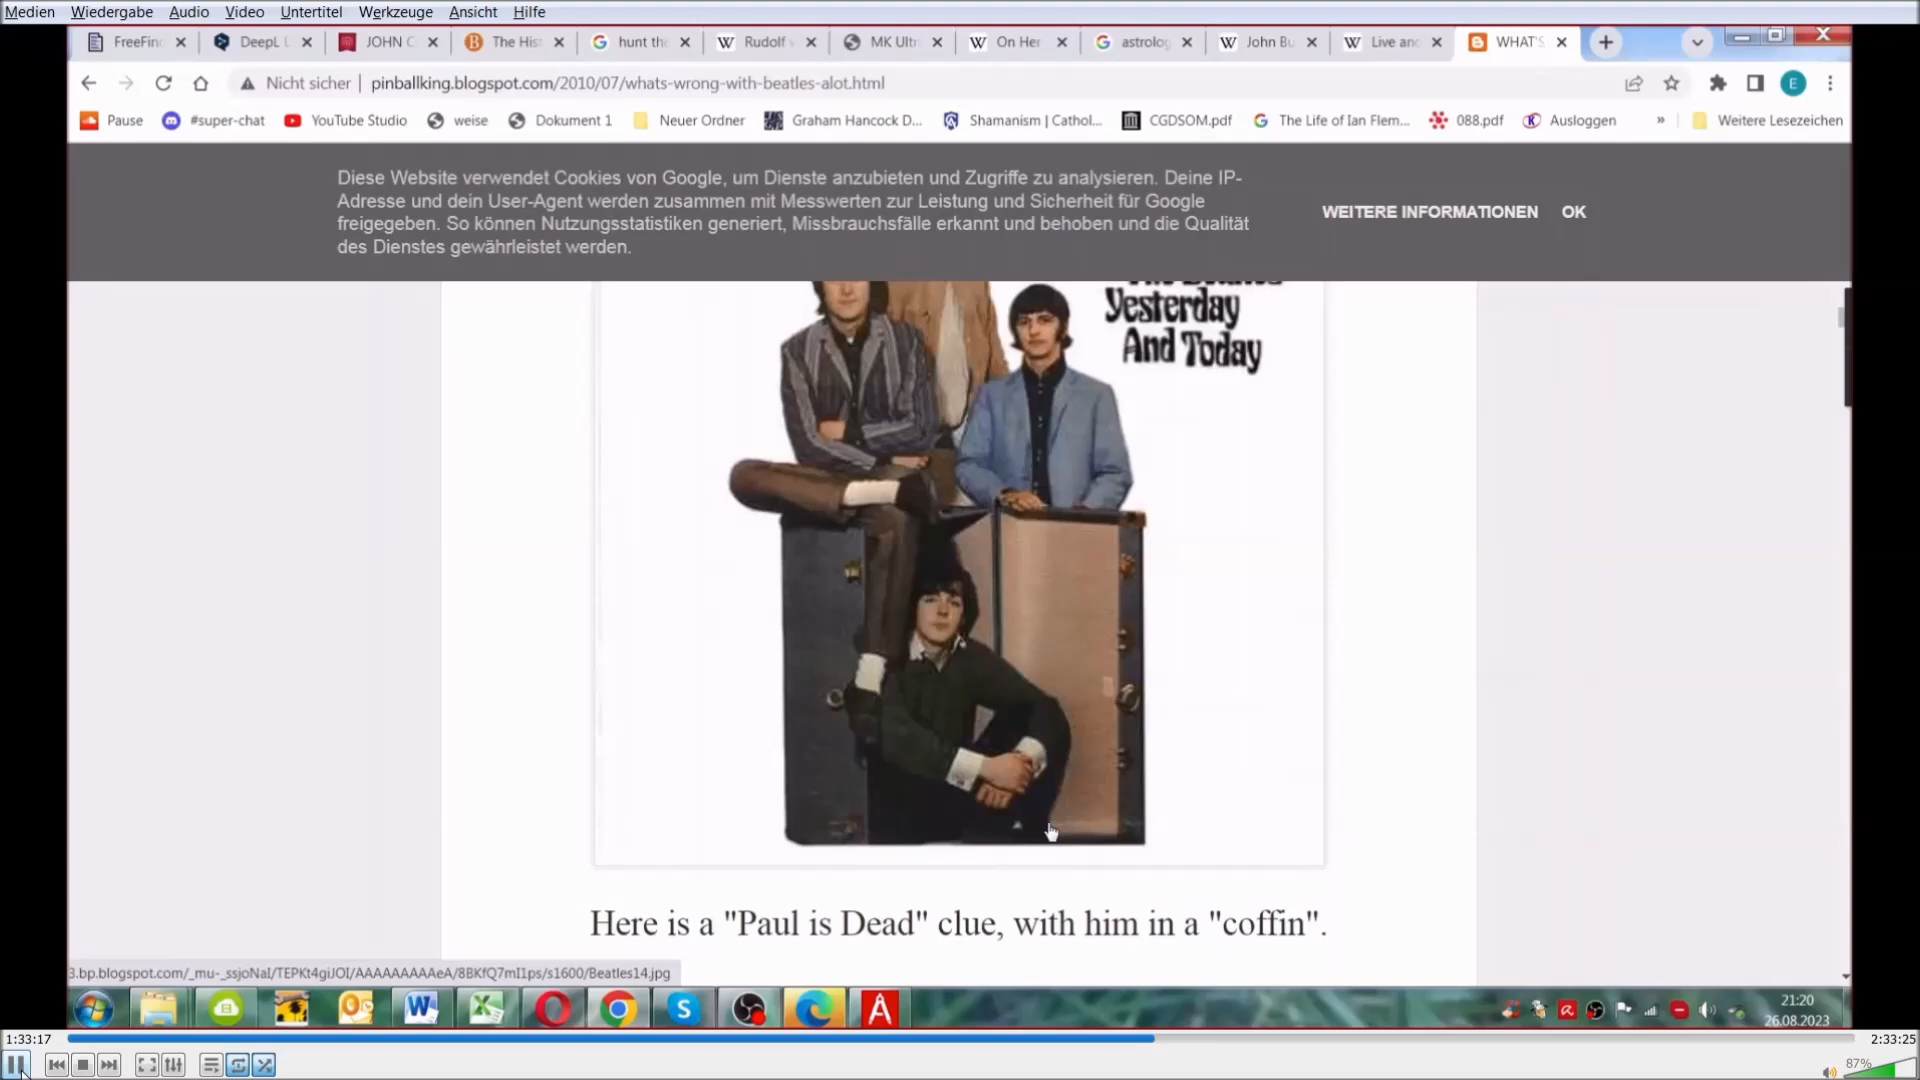 Medien Wiedergabe Audio Video Untertitel Werkzeuge Ansicht Hilfe
FreeFinc DeepL JOHN C The His hunt the Rudolf MK Ultr On Her astrolog John Bu Live and WHAT'S
Nicht sicher | pinballking.blogspot.com/2010/07/whats-wrong-with-beatles-alot.html E
Pause #super-chat YouTube Studio weise Dokument 1 Neuer Ordner Graham Hancock D... Shamanism | Cathol... CGDSOM.pdf The Life of Ian Flem... 088.pdf Ausloggen » Weitere Lesezeichen
Diese Website verwendet Cookies von Google, um Dienste anzubieten und Zugriffe zu analysieren. Deine IP-
Adresse und dein User-Agent werden zusammen mit Messwerten zur Leistung und Sicherheit für Google
freigegeben. So können Nutzungsstatistiken generiert, Missbrauchsfälle erkannt und behoben und die Qualität
des Dienstes gewährleistet werden.
WEITERE INFORMATIONEN OK
Yesterday
And Today
Here is a "Paul is Dead" clue, with him in a "coffin".
3.bp.blogspot.com/_mu-_ssjoNaI/TEPKt4giJOI/AAAAAAAAAeA/8BKfQ7mI1ps/s1600/Beatles14.jpg
21:20
26.08.2023
1:33:17 2:33:25
87%